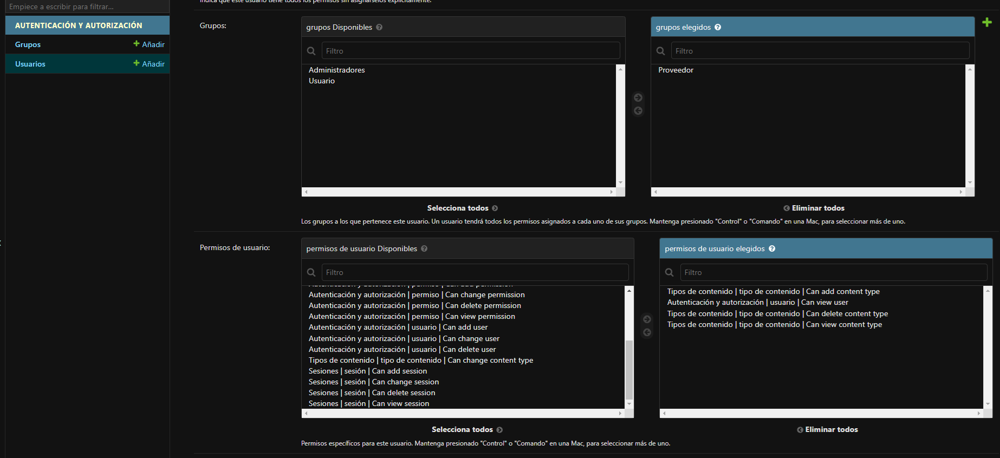 Indica que este usuario tiene todos los permisos sin asignárselos explícitamente.
Empiece a escribir para filtrar...
AUTENTICACIÓN Y AUTORIZACIÓN
Grupos
Añadir
Usuarios
Añadir
Grupos:
grupos Disponibles
Filtro
Administradores
Usuario
Selecciona todos
grupos elegidos
Filtro
Proveedor
Eliminar todos
Los grupos a los que pertenece este usuario. Un usuario tendrá todos los permisos asignados a cada uno de sus grupos. Mantenga presionado "Control" o "Comando" en una Mac, para seleccionar más de uno.
Permisos de usuario:
permisos de usuario Disponibles
Filtro
Autenticación y autorización | permiso | Can add permission
Autenticación y autorización | permiso | Can change permission
Autenticación y autorización | permiso | Can delete permission
Autenticación y autorización | permiso | Can view permission
Autenticación y autorización | usuario | Can add user
Autenticación y autorización | usuario | Can change user
Autenticación y autorización | usuario | Can delete user
Tipos de contenido | tipo de contenido | Can change content type
Sesiones | sesión | Can add session
Sesiones | sesión | Can change session
Sesiones | sesión | Can delete session
Sesiones | sesión | Can view session
Selecciona todos
permisos de usuario elegidos
Filtro
Tipos de contenido | tipo de contenido | Can add content type
Autenticación y autorización | usuario | Can view user
Tipos de contenido | tipo de contenido | Can delete content type
Tipos de contenido | tipo de contenido | Can view content type
Eliminar todos
Permisos específicos para este usuario. Mantenga presionado "Control" o "Comando" en una Mac, para seleccionar más de uno.